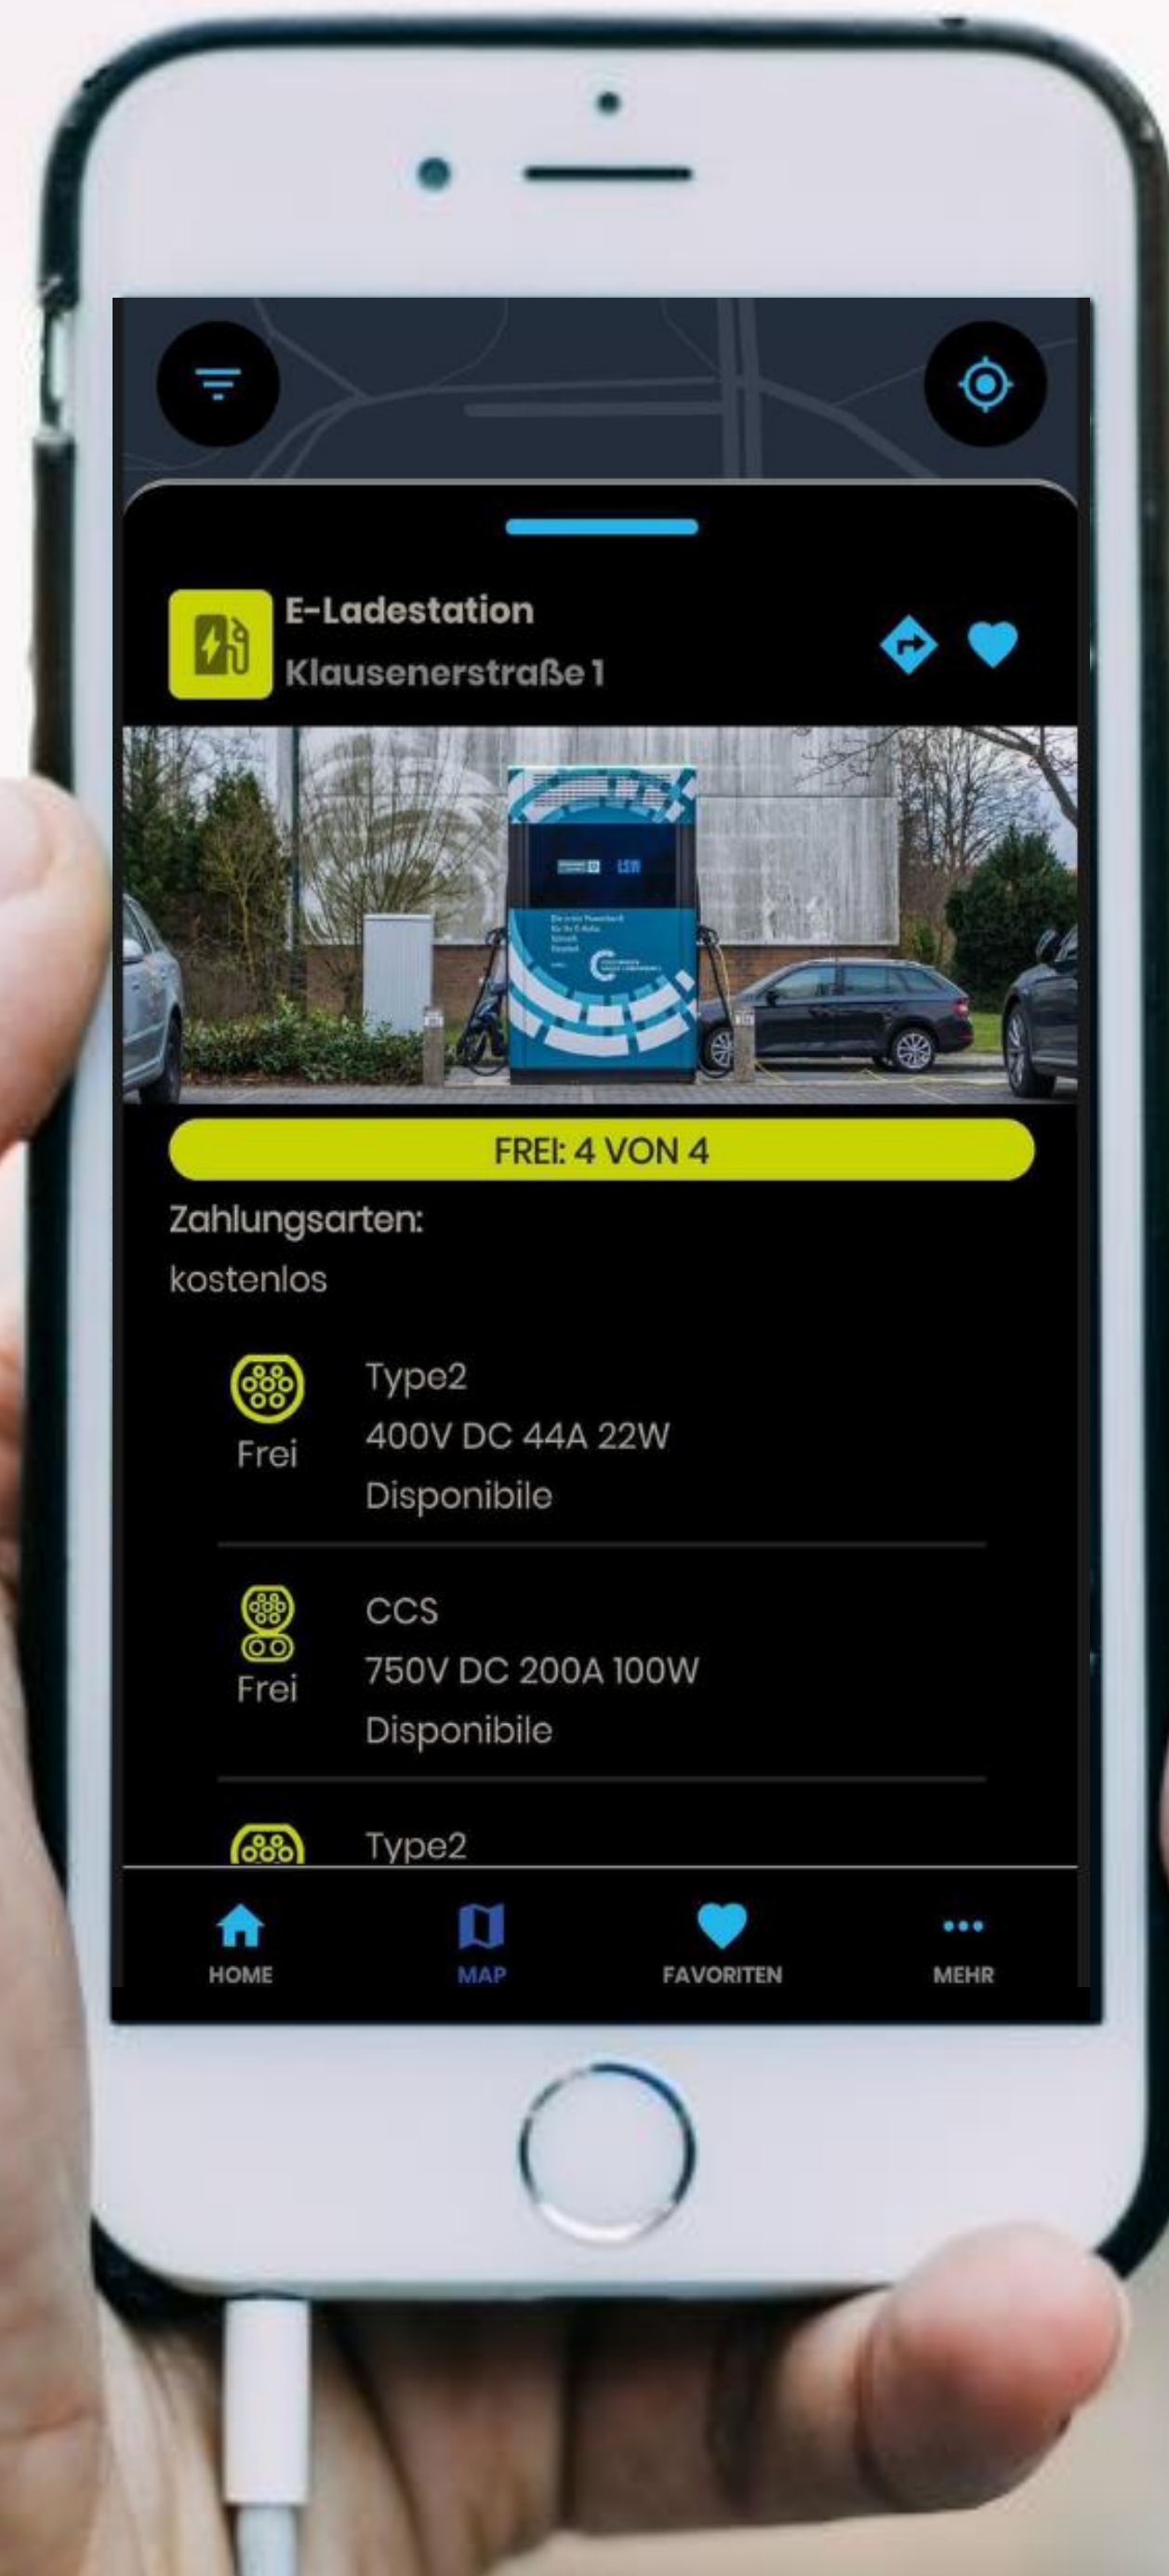 E-Ladestation
Klausenerstraße 1
LSW
FREI: 4 VON 4
Zahlungsarten:
kostenlos
Type2
400V DC 44A 22W
Frei
Disponibile
CCS
750V DC 200A 100W
Frei
Disponibile
Type2
HOME
MAP
FAVORITEN
MEHR